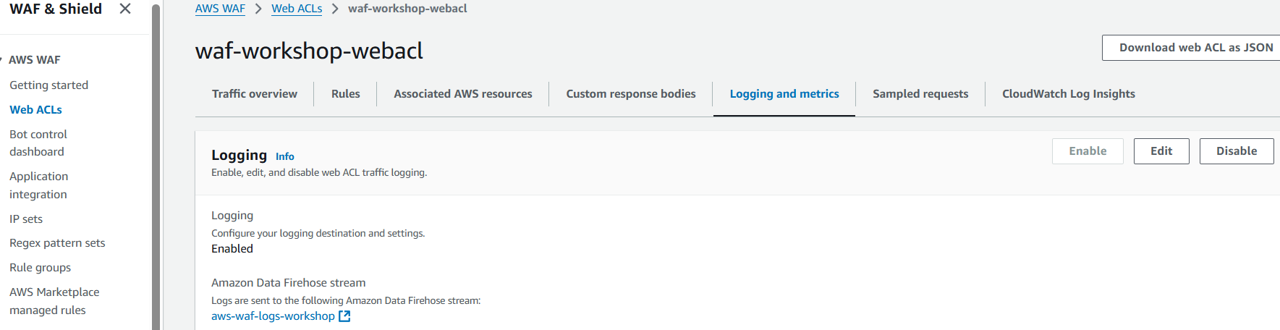 WAF & Shield
AWS WAF
Getting started
Web ACLs
Bot control
dashboard
Application
integration
IP sets
Regex pattern sets
Rule groups
AWS Marketplace
managed rules
AWS WAF > Web ACLs > waf-workshop-webacl
waf-workshop-webacl
Download web ACL as JSON
Traffic overview Rules Associated AWS resources Custom response bodies Logging and metrics Sampled requests CloudWatch Log Insights
Logging Info
Enable, edit, and disable web ACL traffic logging.
Enable Edit Disable
Logging
Configure your logging destination and settings.
Enabled
Amazon Data Firehose stream
Logs are sent to the following Amazon Data Firehose stream:
aws-waf-logs-workshop